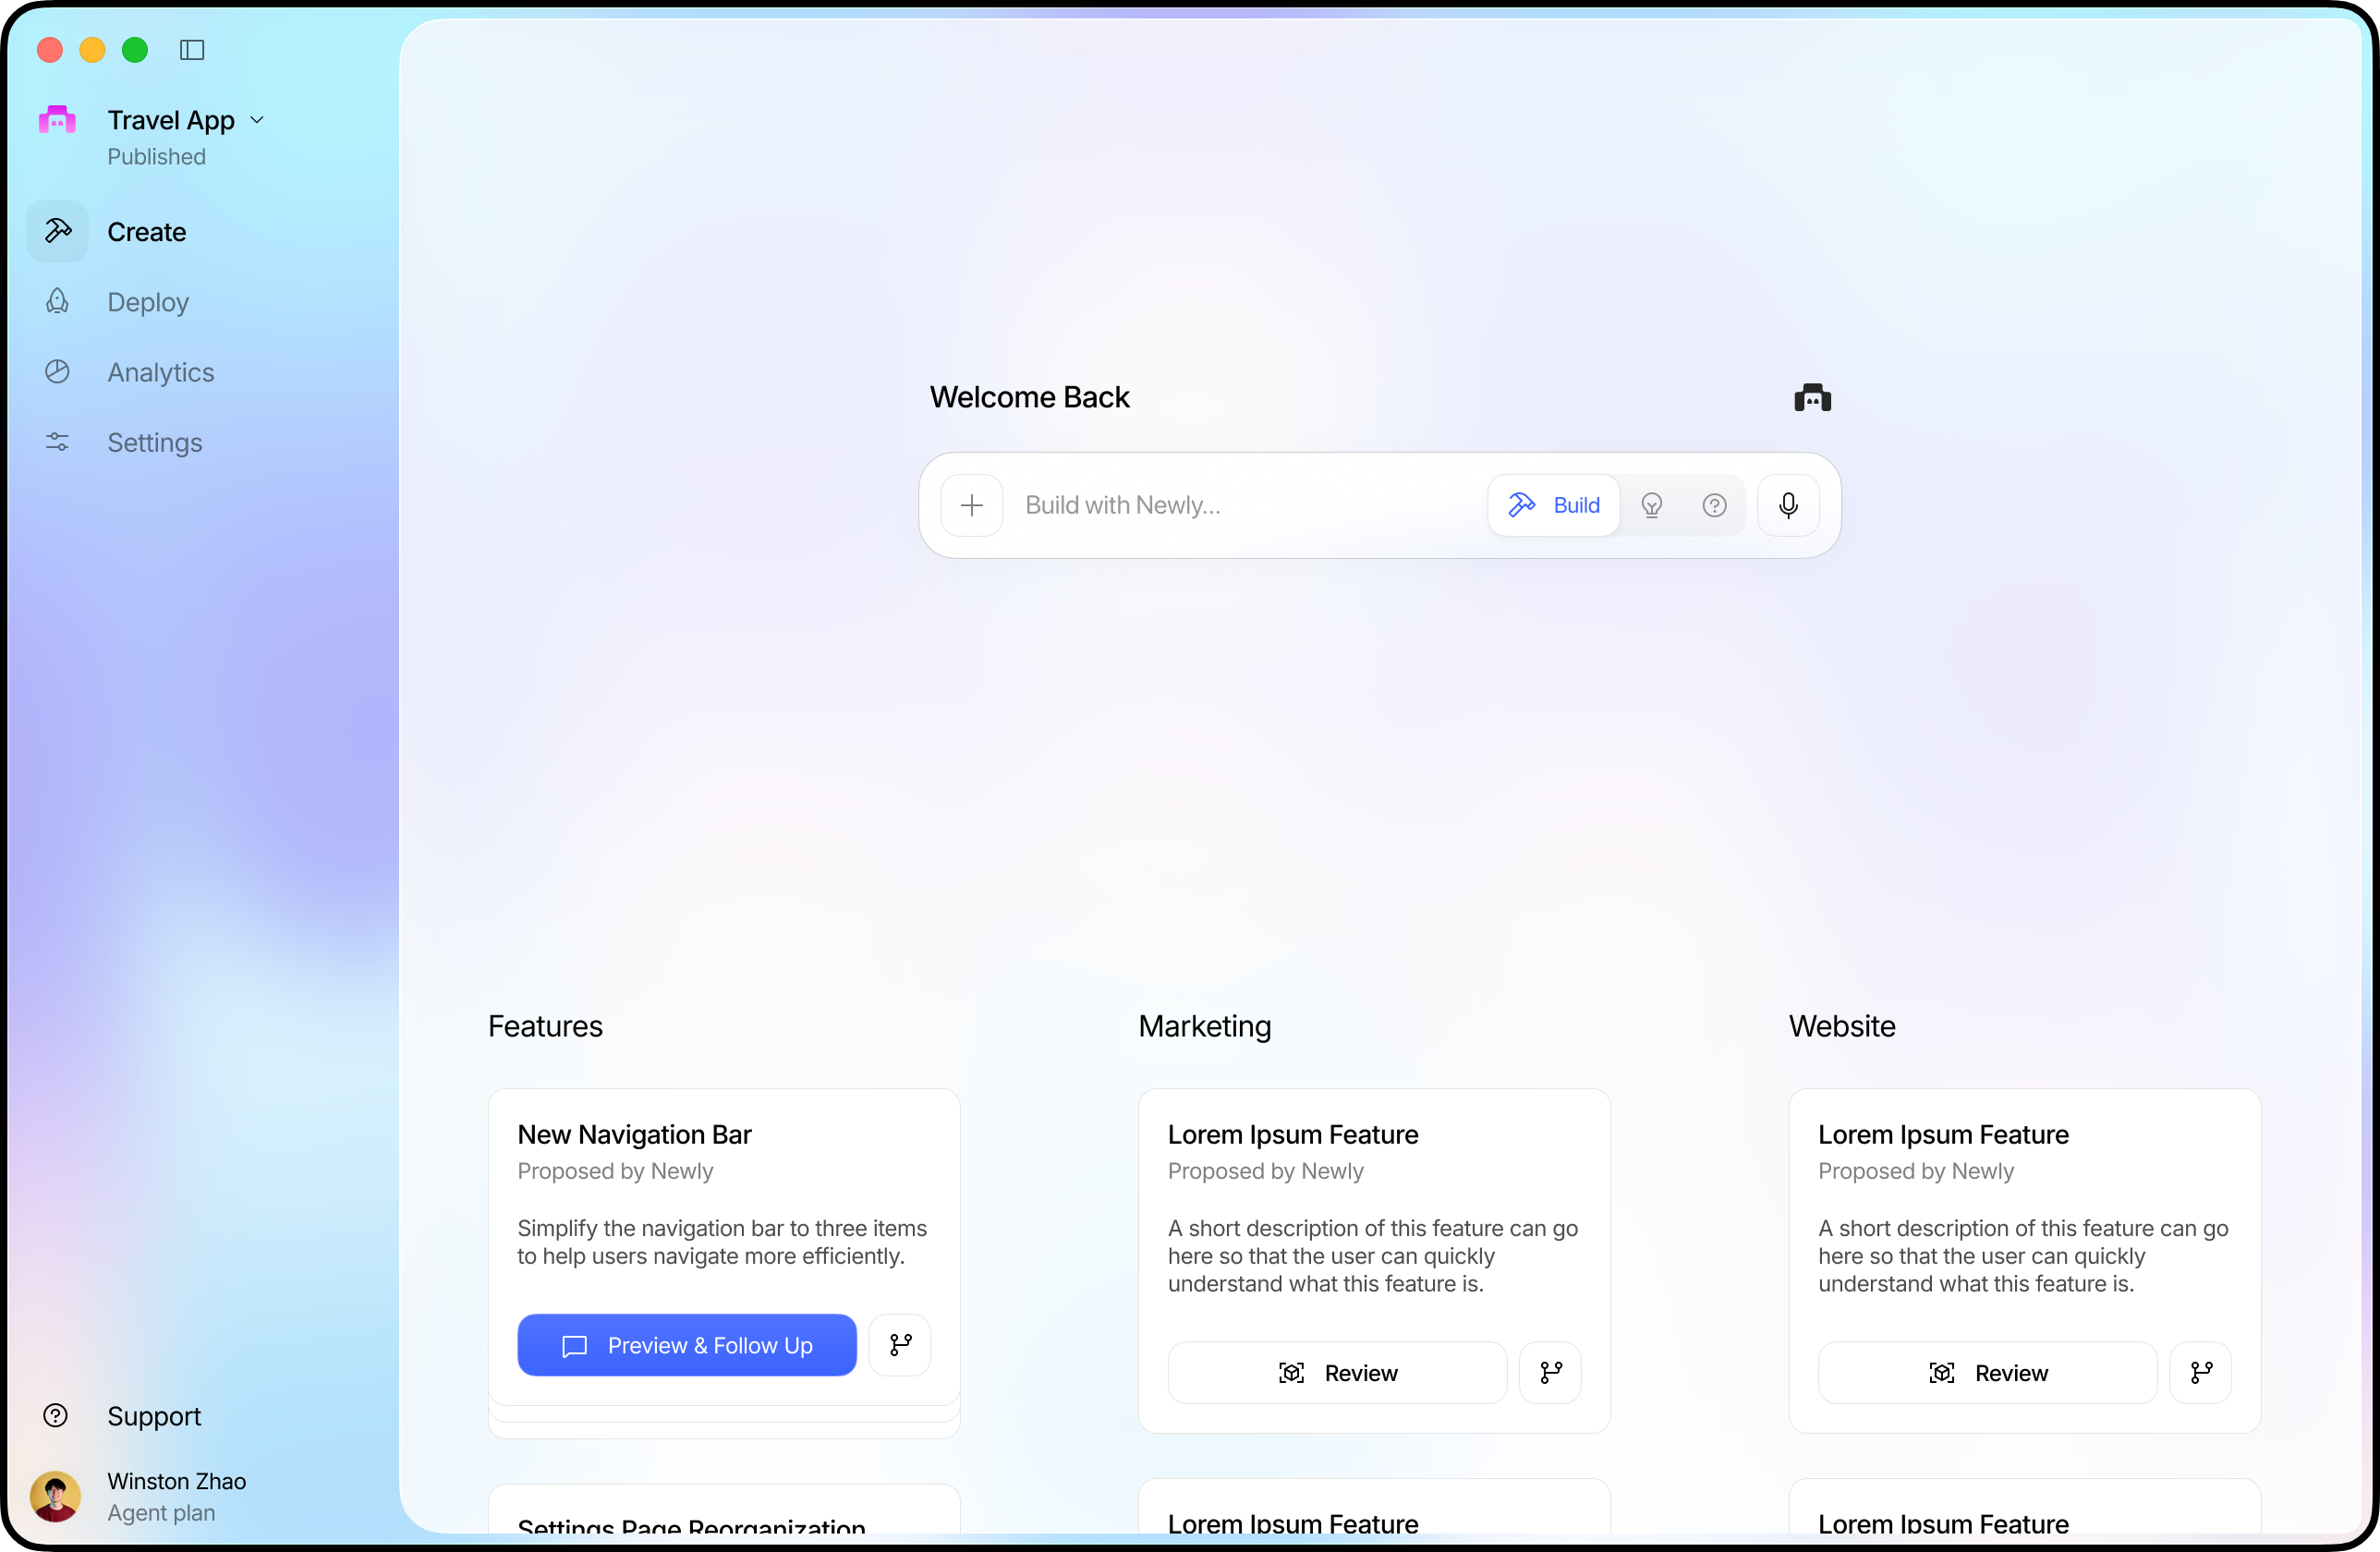 Travel App
Published
Create
Deploy
Analytics
Settings
Support
Winston Zhao
Agent plan
Welcome Back
Build with Newly...
Build
Features
New Navigation Bar
Proposed by Newly
Simplify the navigation bar to three items
to help users navigate more efficiently.
Preview & Follow Up
Settings Page Reorganization
Marketing
Lorem Ipsum Feature
Proposed by Newly
A short description of this feature can go
here so that the user can quickly
understand what this feature is.
Review
Lorem Ipsum Feature
Website
Lorem Ipsum Feature
Proposed by Newly
A short description of this feature can go
here so that the user can quickly
understand what this feature is.
Review
Lorem Ipsum Feature